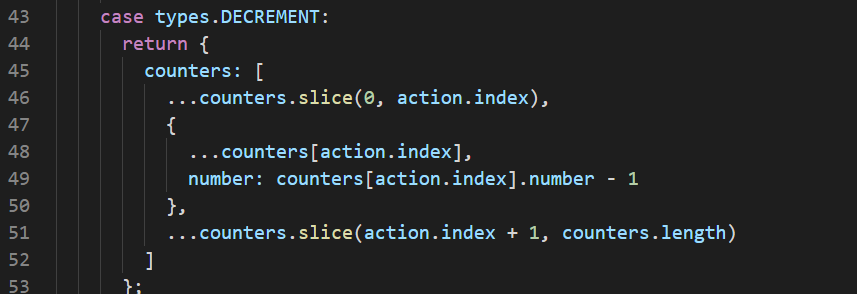 43 case types.DECREMENT:
44 return {
45 counters: [
46 ...counters.slice(0, action.index),
47 {
48 ...counters[action.index],
49 number: counters[action.index].number - 1
50 },
51 ...counters.slice(action.index + 1, counters.length)
52 ]
53 };